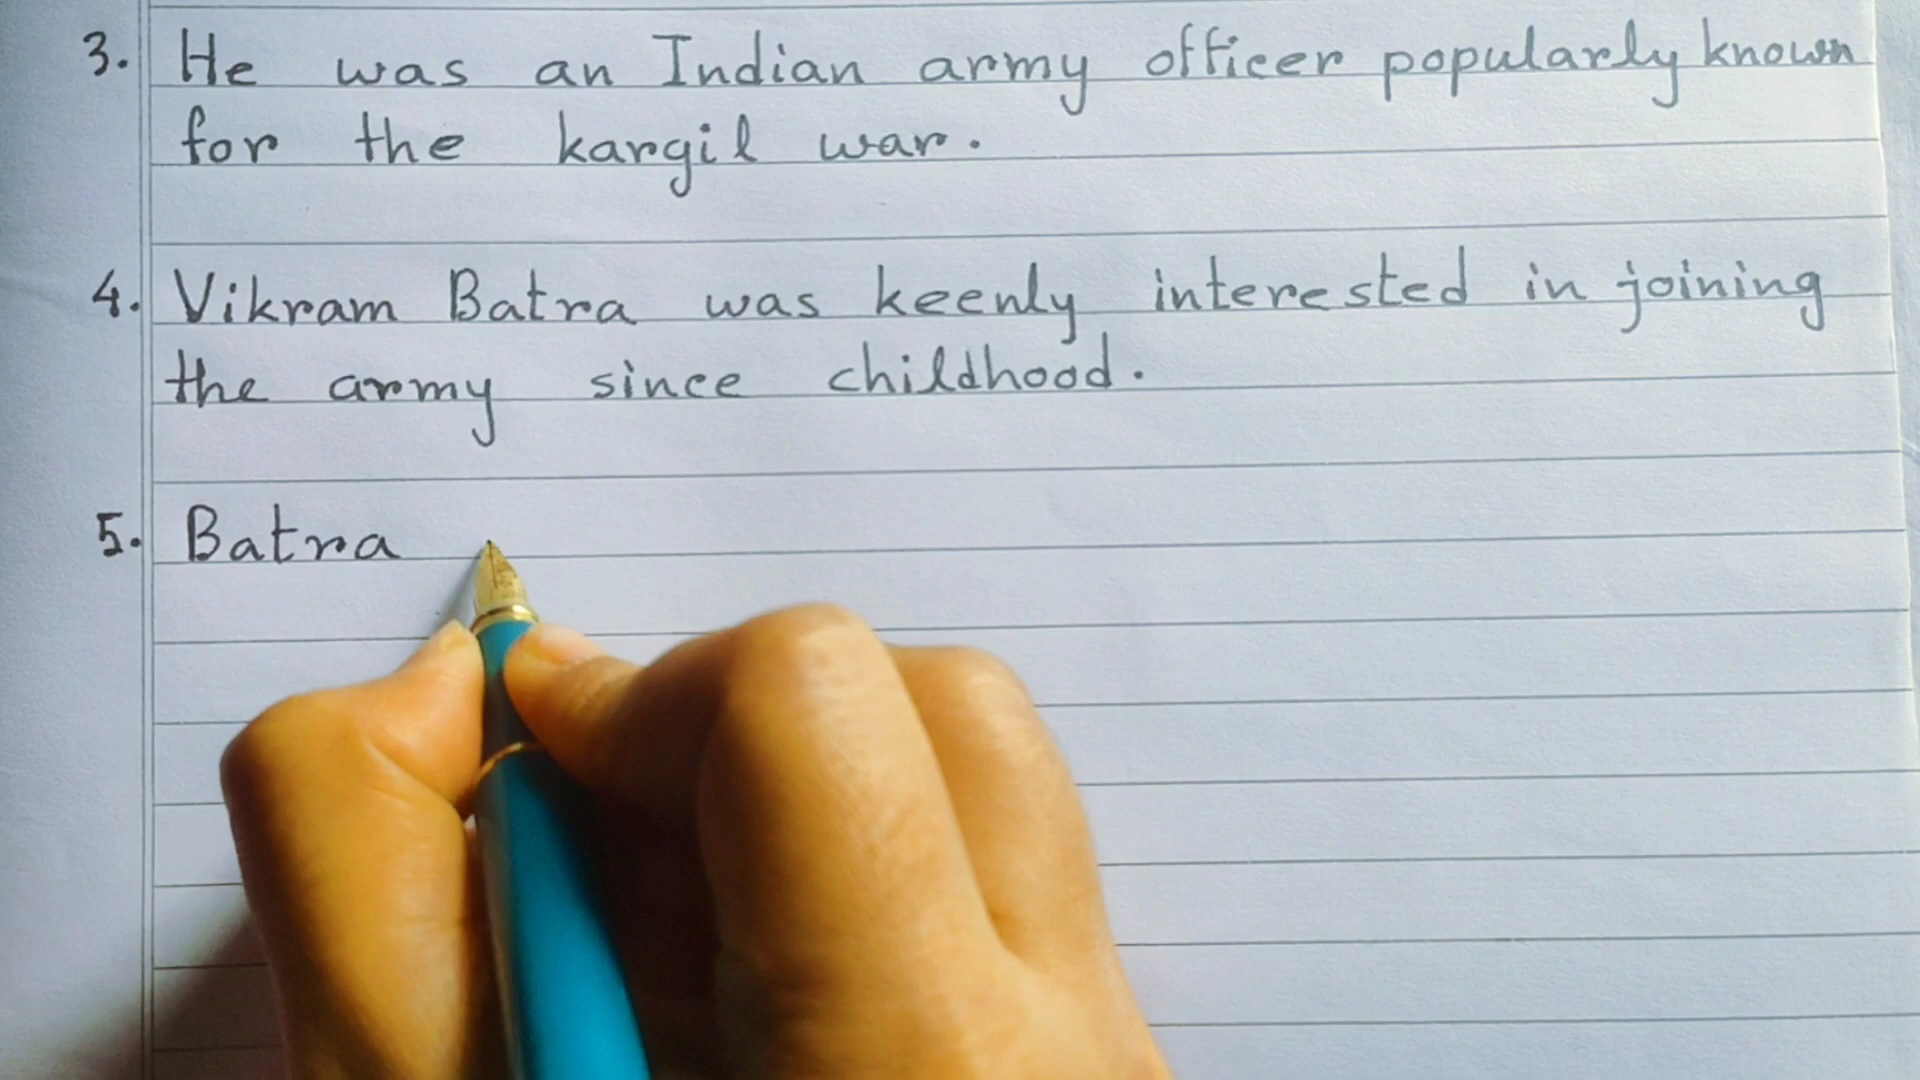 3. He was an Indian army officer popularly known
for the kargil war.
4. Vikram Batra was keenly interested in joining
the army since childhood.
5. Batra